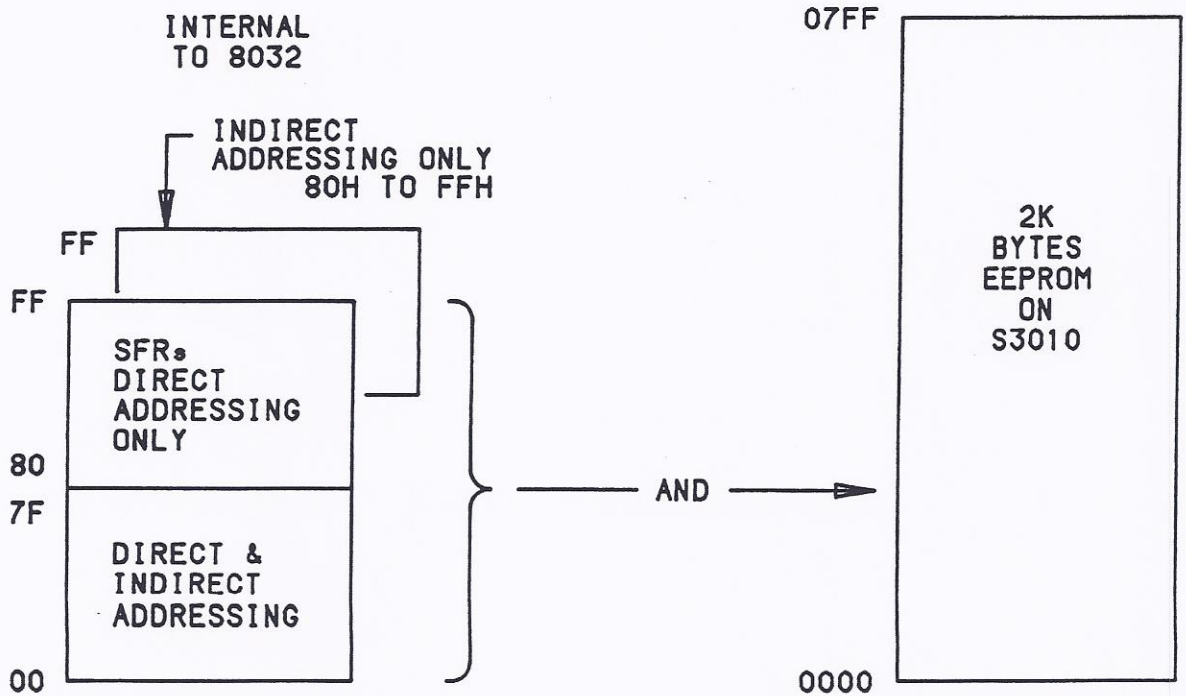 INTERNAL
TO 8032
INDIRECT
ADDRESSING ONLY
80H TO FFH
FF
FF
SFRs
DIRECT
ADDRESSING
ONLY
80
7F
DIRECT &
INDIRECT
ADDRESSING
00
AND
07FF
2K
BYTES
EEPROM
ON
S3010
0000